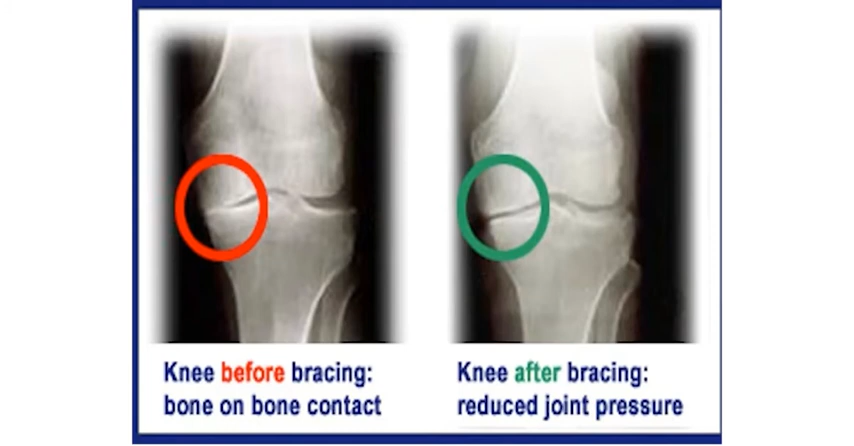 Knee before bracing:
bone on bone contact
Knee after bracing:
reduced joint pressure